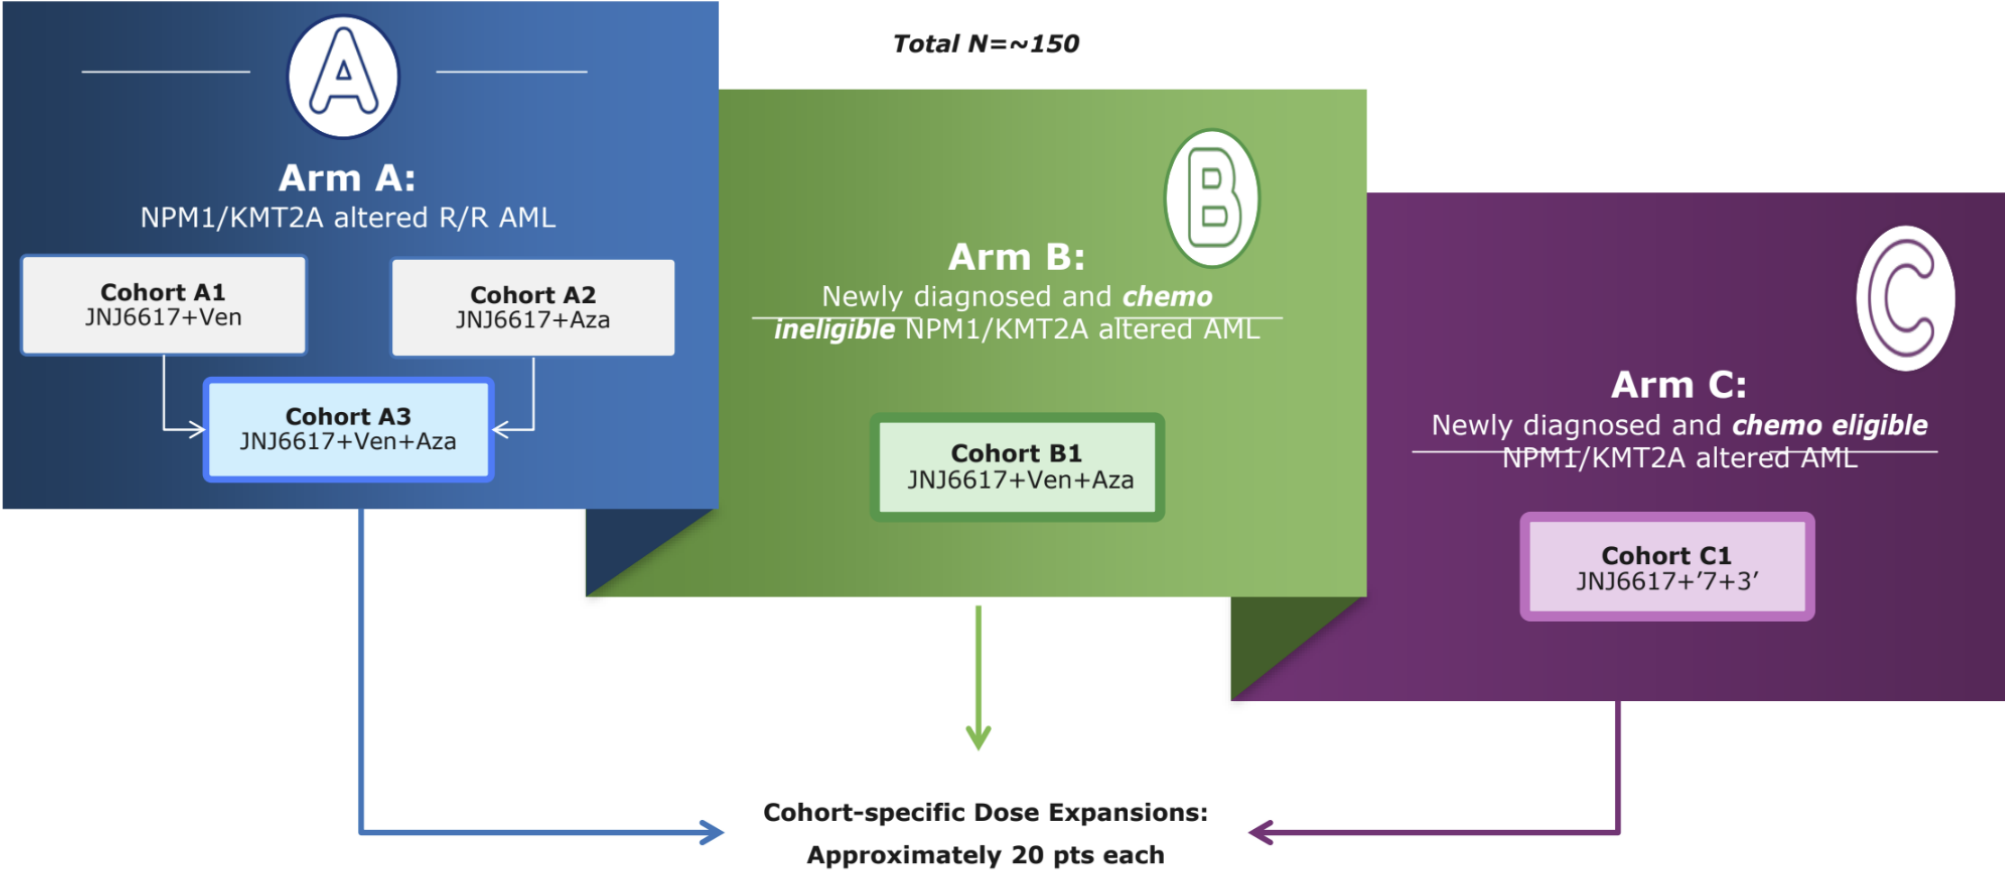 Total N=~150
A
Arm A:
NPM1/KMT2A altered R/R AML
Cohort A1
JNJ6617+Ven
Cohort A2
JNJ6617+Aza
Cohort A3
JNJ6617+Ven+Aza
B
Arm B:
Newly diagnosed and chemo
ineligible NPM1/KMT2A altered AML
Cohort B1
JNJ6617+Ven+Aza
C
Arm C:
Newly diagnosed and chemo eligible
NPM1/KMT2A altered AML
Cohort C1
JNJ6617+’7+3’
Cohort-specific Dose Expansions:
Approximately 20 pts each